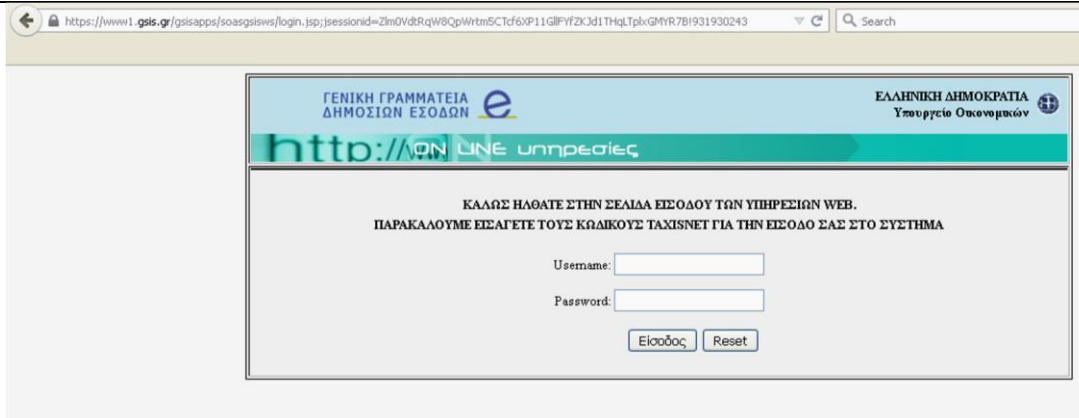 https://www1.gsis.gr/gsisapps/soasgsisws/login.jsp;jsessionid=Zlm0VdtRqW8QpWrtm5CTcf6XP11GllFYfZKJd1THqLTplxGMYR7B!931930243
Search
ΓΕΝΙΚΗ ΓΡΑΜΜΑΤΕΙΑ
ΔΗΜΟΣΙΩΝ ΕΣΟΔΩΝ
ΕΛΛΗΝΙΚΗ ΔΗΜΟΚΡΑΤΙΑ
Υπουργείο Οικονομικών
http://
ON LINE υπηρεσίες
ΚΑΛΩΣ ΗΛΘΑΤΕ ΣΤΗΝ ΣΕΛΙΔΑ ΕΙΣΟΔΟΥ ΤΩΝ ΥΠΗΡΕΣΙΩΝ WEB.
ΠΑΡΑΚΑΛΟΥΜΕ ΕΙΣΑΓΕΤΕ ΤΟΥΣ ΚΩΔΙΚΟΥΣ TAXISNET ΓΙΑ ΤΗΝ ΕΙΣΟΔΟ ΣΑΣ ΣΤΟ ΣΥΣΤΗΜΑ
Username:
Password:
Είσοδος Reset